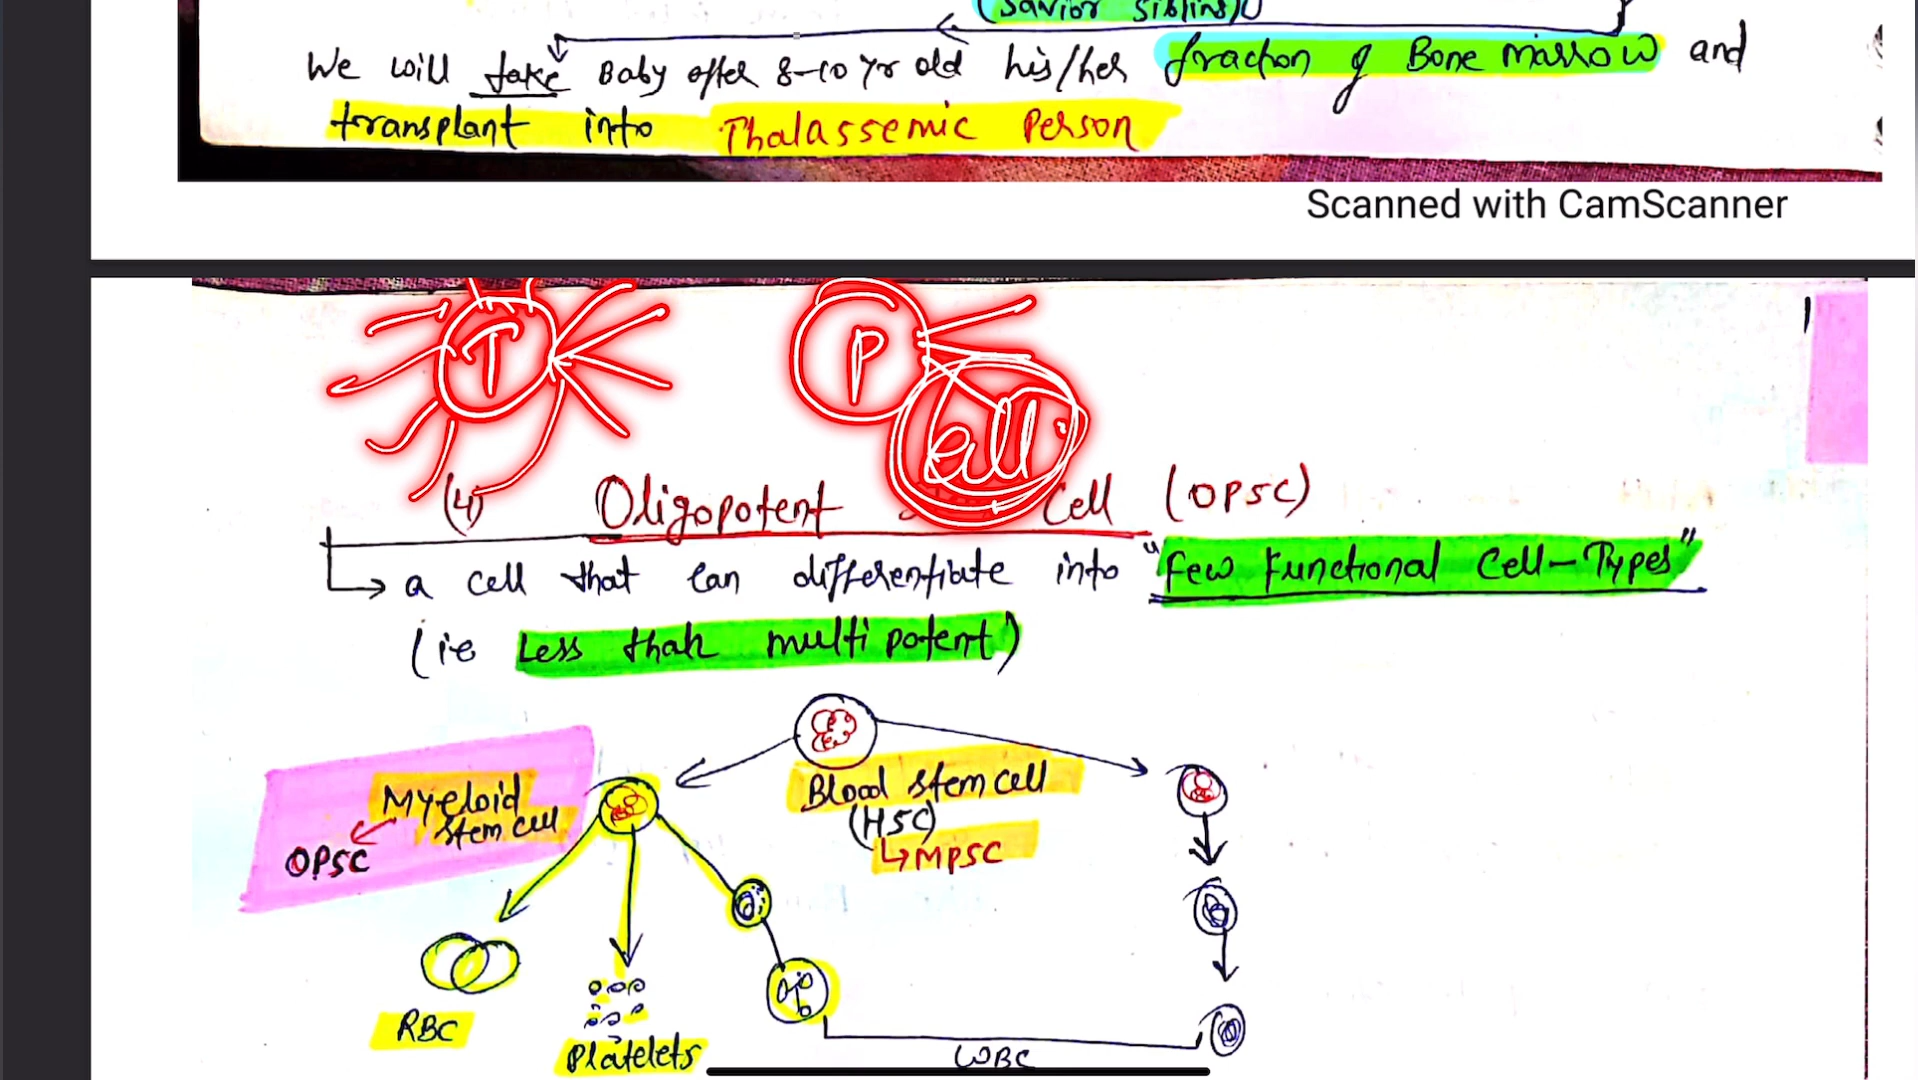 (Savior Sibling)
We will take Baby after 8-10 yr old his/her fraction of Bone marrow and
transplant into Thalassemic Person
Scanned with CamScanner
T
P
Cell
(4) Oligopotent Cell (OPSC)
a cell that can differentiate into "few Functional Cell-Types"
(ie Less than multipotent)
Myeloid
stem cell
OPSC
Blood stem cell
(HSC)
MPSC
RBC
Platelets
WBC